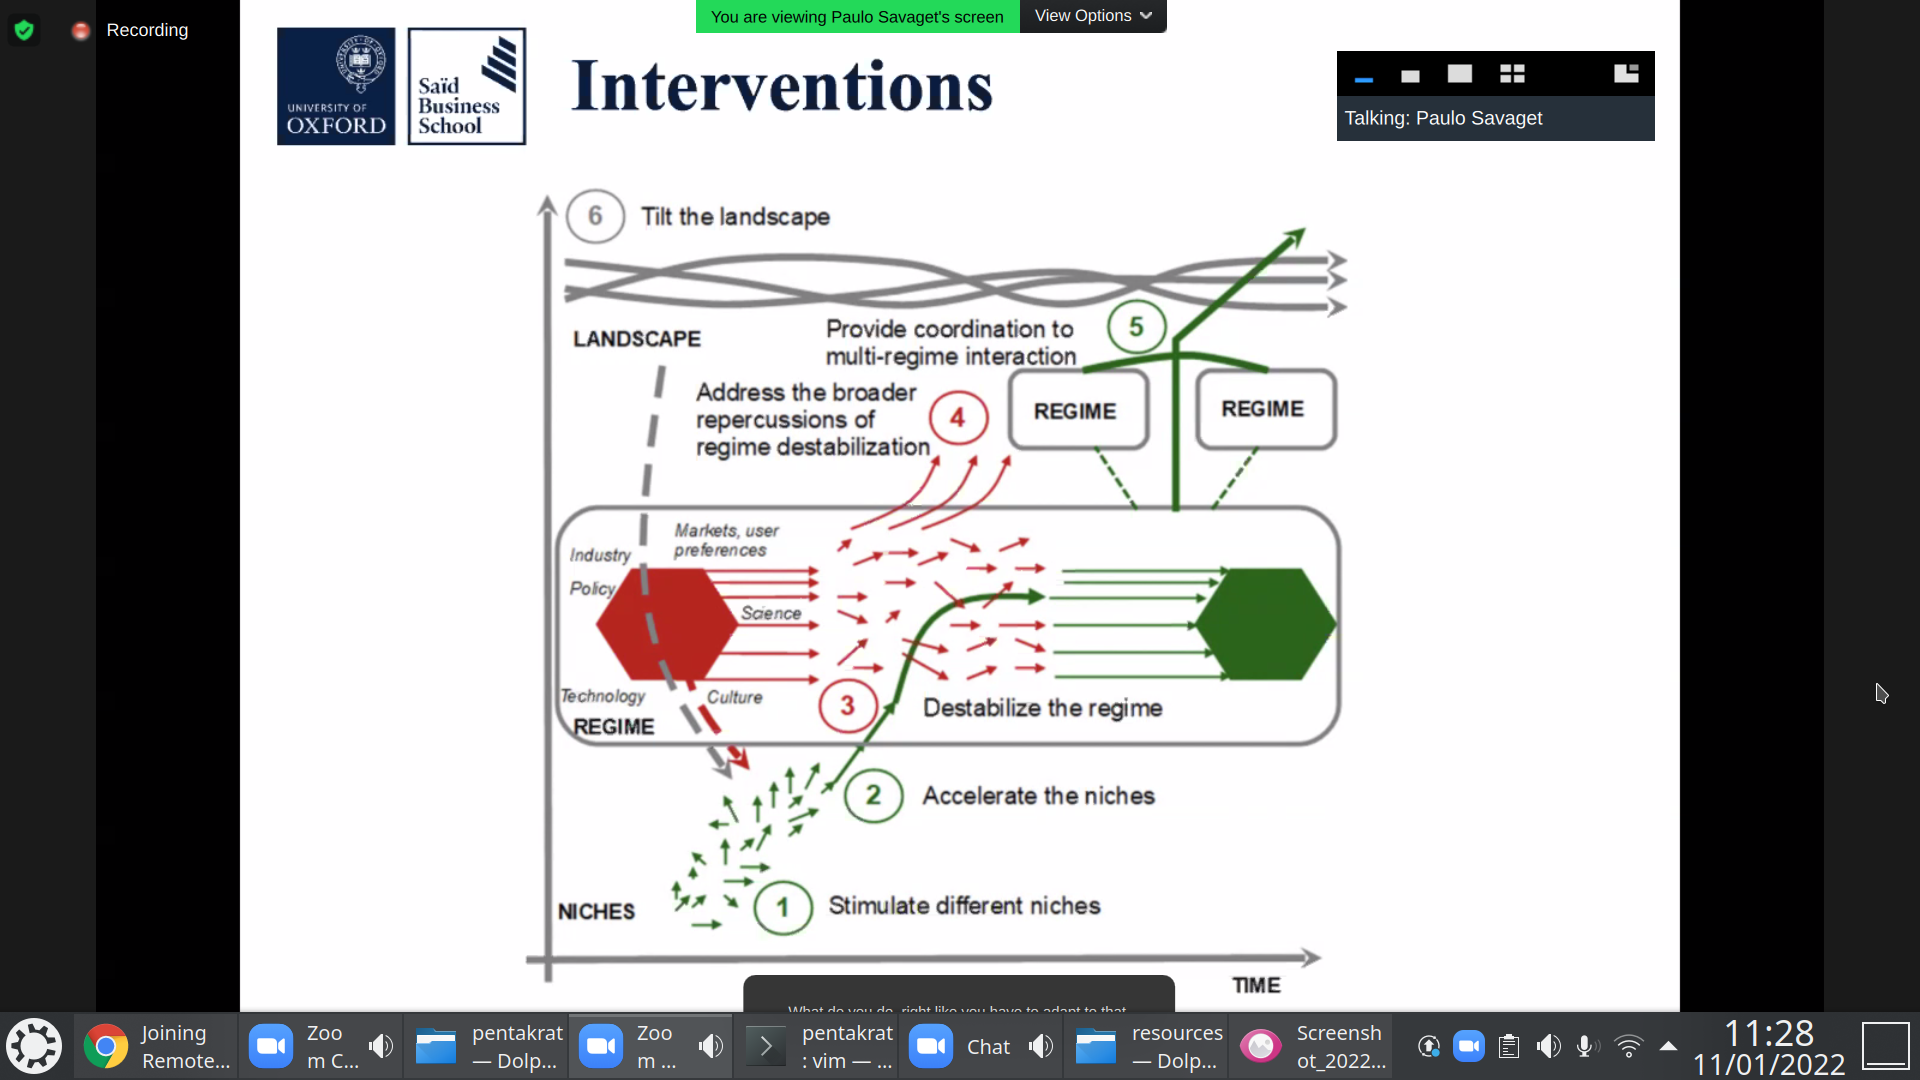 You are viewing Paulo Savaget's screen
View Options
Recording
UNIVERSITY OF
OXFORD
Saïd
Business
School
Interventions
Talking: Paulo Savaget
6
Tilt the landscape
LANDSCAPE
Provide coordination to
multi-regime interaction
5
Address the broader
repercussions of
regime destabilization
4
REGIME
REGIME
Markets, user
preferences
Industry
Policy
Science
Technology
Culture
REGIME
3
Destabilize the regime
2
Accelerate the niches
NICHES
1
Stimulate different niches
TIME
What do you do, right like you have to adapt to that
Joining
Remote...
Zoo
m C...
pentakrat
— Dolp...
Zoo
m ...
pentakrat
: vim — ...
Chat
resources
— Dolp...
Screensh
ot_2022...
11:28
11/01/2022